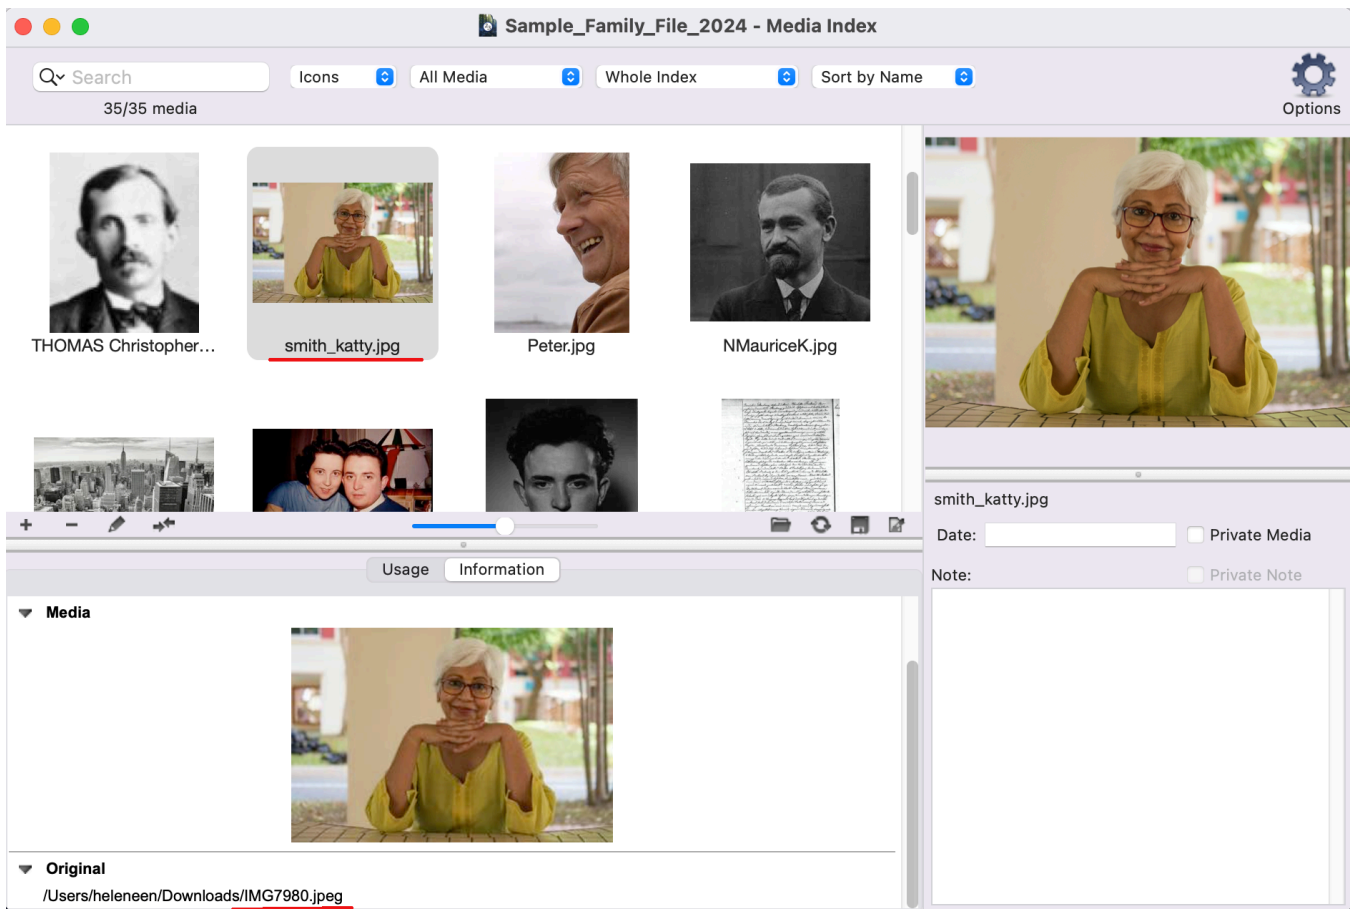 Sample_Family_File_2024 - Media Index
Search
Icons
All Media
Whole Index
Sort by Name
35/35 media
Options
THOMAS Christopher...
smith_katty.jpg
Peter.jpg
NMauriceK.jpg
smith_katty.jpg
Date:
Private Media
Note:
Private Note
Usage
Information
Media
Original
/Users/heleneen/Downloads/IMG7980.jpeg